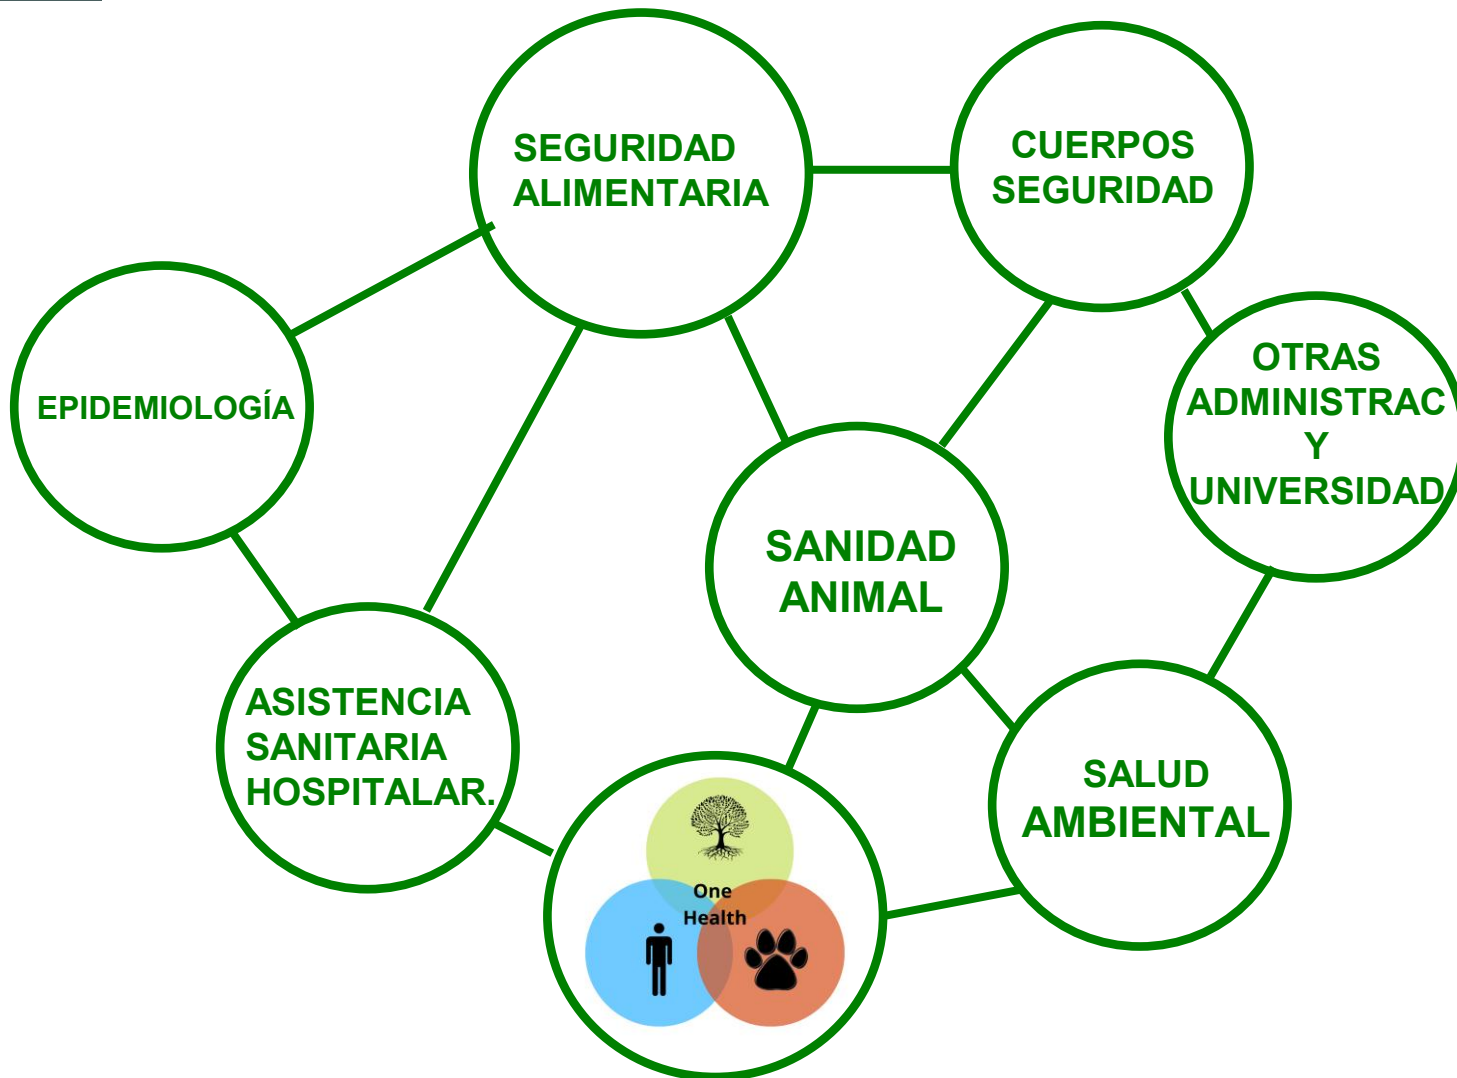 SEGURIDAD
ALIMENTARIA
CUERPOS
SEGURIDAD
EPIDEMIOLOGÍA
OTRAS
ADMINISTRAC
Y
UNIVERSIDAD
SANIDAD
ANIMAL
ASISTENCIA
SANITARIA
HOSPITALAR.
SALUD
AMBIENTAL
One
Health